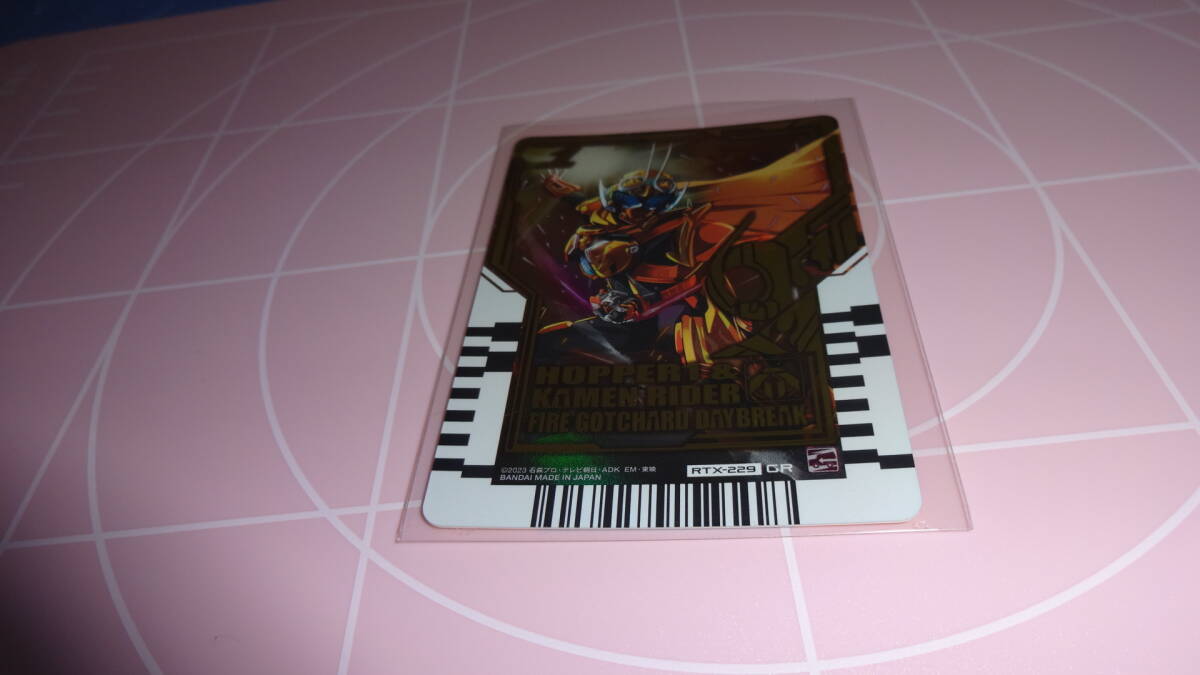 HOPPER1 &
KAMEN RIDER
FIRE GOTCHARD DAYBREAK
©2023 石森プロ・テレビ朝日・ADK EM・東映
BANDAI MADE IN JAPAN
RTX-229 GR